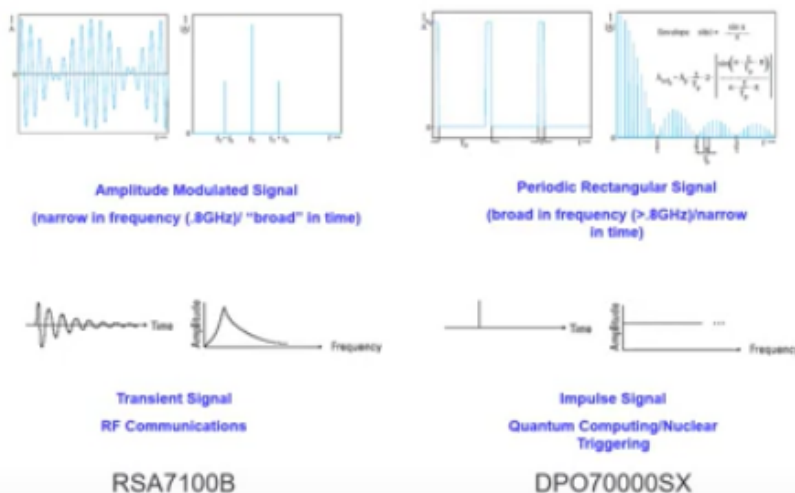 Envelope
Amplitude Modulated Signal
(narrow in frequency (.8GHz)/ “broad” in time)
Periodic Rectangular Signal
(broad in frequency (>.8GHz)/narrow
in time)
Time
Amplitude
Frequency
Time
Amplitude
...
Frequency
Transient Signal
RF Communications
Impulse Signal
Quantum Computing/Nuclear
Triggering
RSA7100B
DPO70000SX